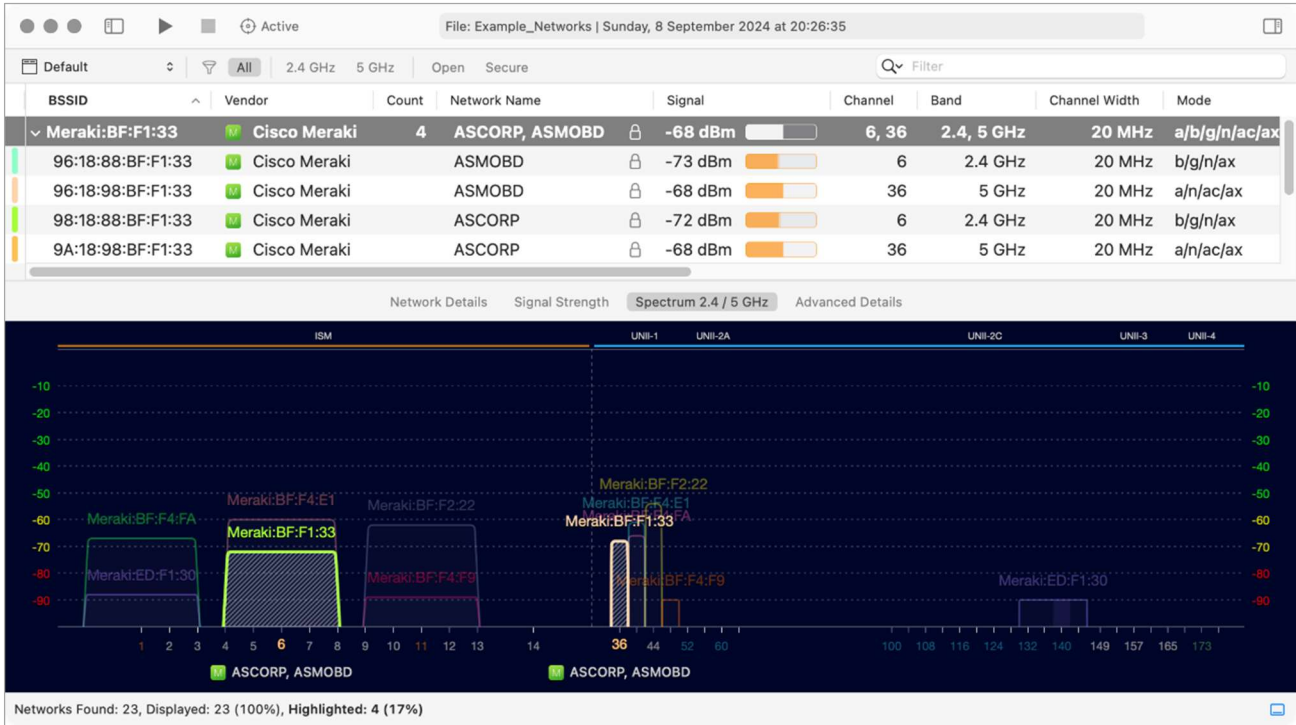 Active
File: Example_Networks | Sunday, 8 September 2024 at 20:26:35
Default All 2.4 GHz 5 GHz Open Secure Filter
BSSID Vendor Count Network Name Signal Channel Band Channel Width Mode
Meraki:BF:F1:33 Cisco Meraki 4 ASCORP, ASMOBD -68 dBm 6, 36 2.4, 5 GHz 20 MHz a/b/g/n/ac/ax
96:18:88:BF:F1:33 Cisco Meraki ASMOBD -73 dBm 6 2.4 GHz 20 MHz b/g/n/ax
96:18:98:BF:F1:33 Cisco Meraki ASMOBD -68 dBm 36 5 GHz 20 MHz a/n/ac/ax
98:18:88:BF:F1:33 Cisco Meraki ASCORP -72 dBm 6 2.4 GHz 20 MHz b/g/n/ax
9A:18:98:BF:F1:33 Cisco Meraki ASCORP -68 dBm 36 5 GHz 20 MHz a/n/ac/ax
Network Details Signal Strength Spectrum 2.4 / 5 GHz Advanced Details
ISM UNII-1 UNII-2A UNII-2C UNII-3 UNII-4
-10 -10
-20 -20
-30 -30
-40 -40
Meraki:BF:F2:22
-50 -50
Meraki:BF:F4:E1 Meraki:BF:F2:22 Meraki:BF:F4:E1
-60 Meraki:BF:F4:FA Meraki:BF:F1:33 -60
Meraki:BF:F1:33
-70 -70
-80 Meraki:ED:F1:30 Meraki:BF:F4:F9 Meraki:BF:F4:F9 Meraki:ED:F1:30 -80
-90 -90
1 2 3 4 5 6 7 8 9 10 11 12 13 14 36 44 52 60 100 108 116 124 132 140 149 157 165 173
ASCORP, ASMOBD ASCORP, ASMOBD
Networks Found: 23, Displayed: 23 (100%), Highlighted: 4 (17%)